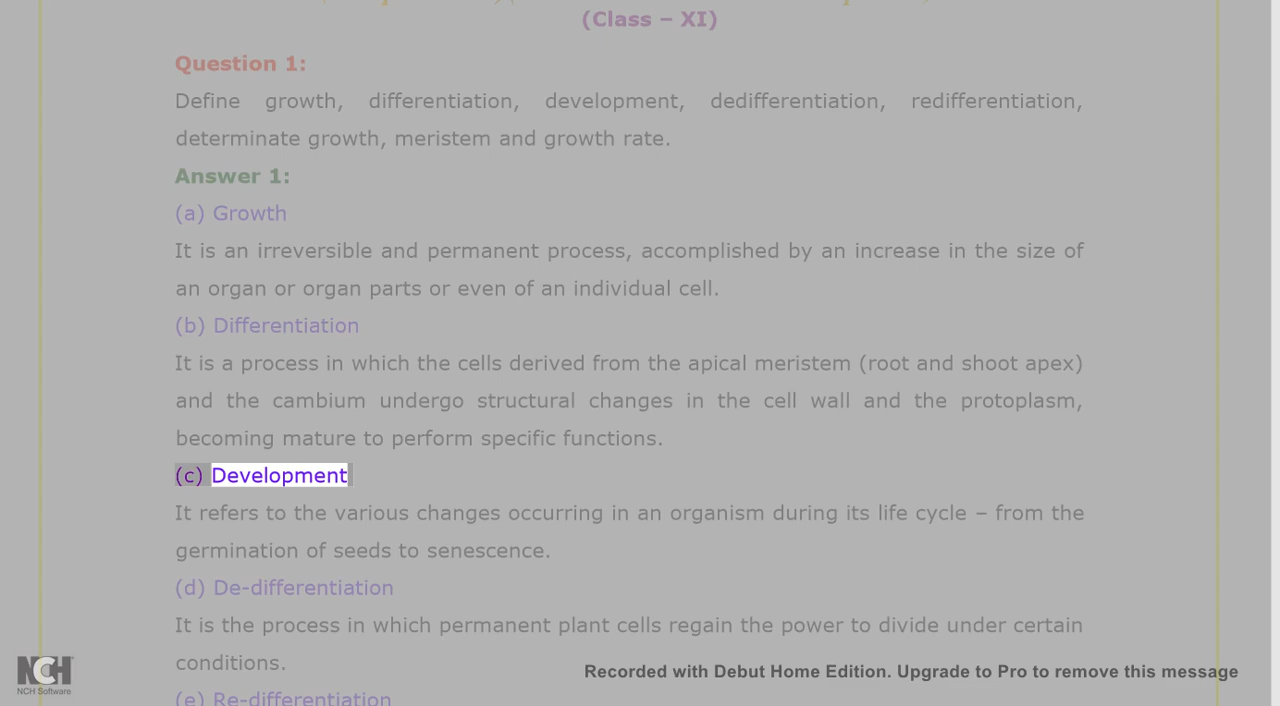 (Class – XI)
Question 1:
Define growth, differentiation, development, dedifferentiation, redifferentiation,
determinate growth, meristem and growth rate.
Answer 1:
(a) Growth
It is an irreversible and permanent process, accomplished by an increase in the size of
an organ or organ parts or even of an individual cell.
(b) Differentiation
It is a process in which the cells derived from the apical meristem (root and shoot apex)
and the cambium undergo structural changes in the cell wall and the protoplasm,
becoming mature to perform specific functions.
(c) Development
It refers to the various changes occurring in an organism during its life cycle – from the
germination of seeds to senescence.
(d) De-differentiation
It is the process in which permanent plant cells regain the power to divide under certain
conditions.
(e) Re-differentiation
NCH
NCH Software
Recorded with Debut Home Edition. Upgrade to Pro to remove this message